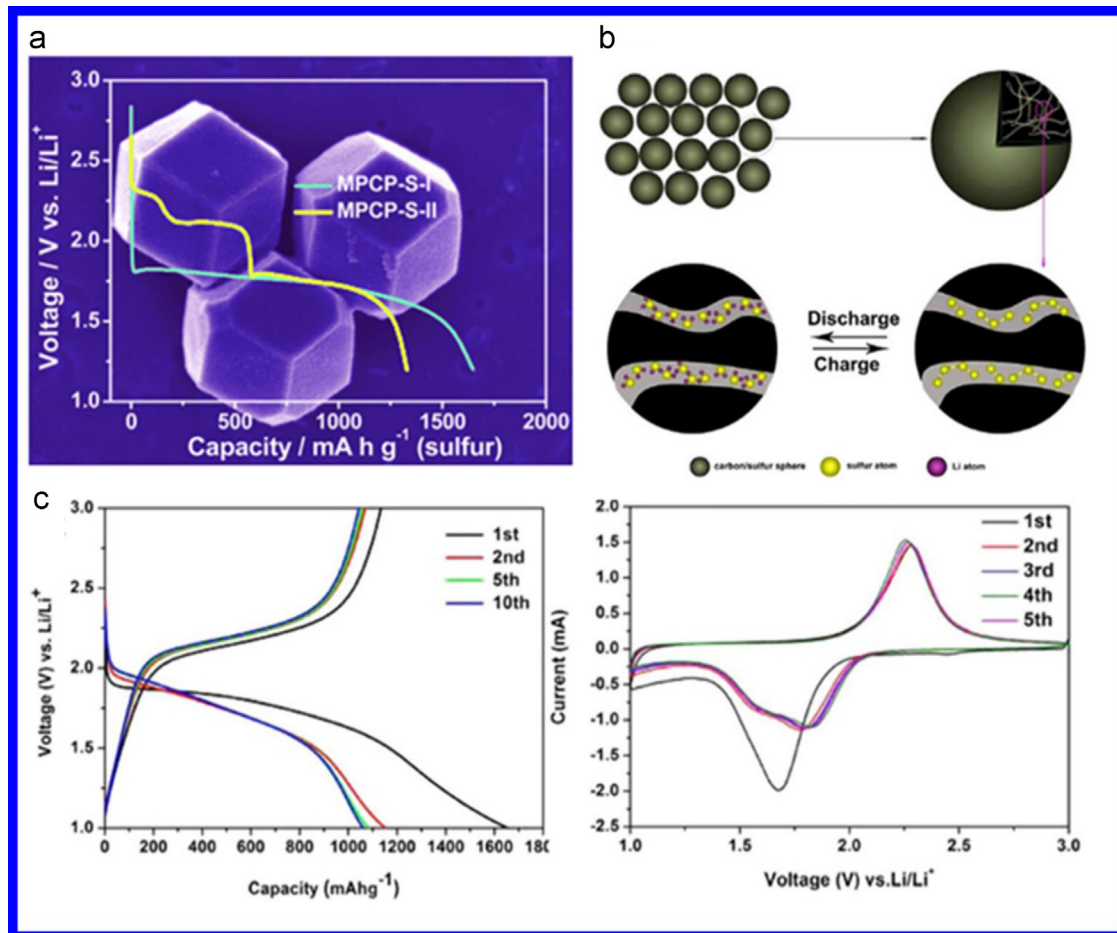 a
b
3.0
2.5
2.0
1.5
1.0
Voltage / V vs. Li/Li⁺
MPCP-S-I
MPCP-S-II
0
500
1000
1500
2000
Capacity / mA h g⁻¹ (sulfur)
Discharge
Charge
carbon/sulfur sphere
sulfur atom
Li atom
c
3.0
2.5
2.0
1.5
1.0
Voltage (V) vs. Li/Li⁺
1st
2nd
5th
10th
0
200
400
600
800
1000
1200
1400
1600
180
Capacity (mAhg⁻¹)
1.5
1.0
0.5
0.0
-0.5
-1.0
-1.5
-2.0
-2.5
Current (mA)
1st
2nd
3rd
4th
5th
1.0
1.5
2.0
2.5
3.0
Voltage (V) vs.Li/Li⁺